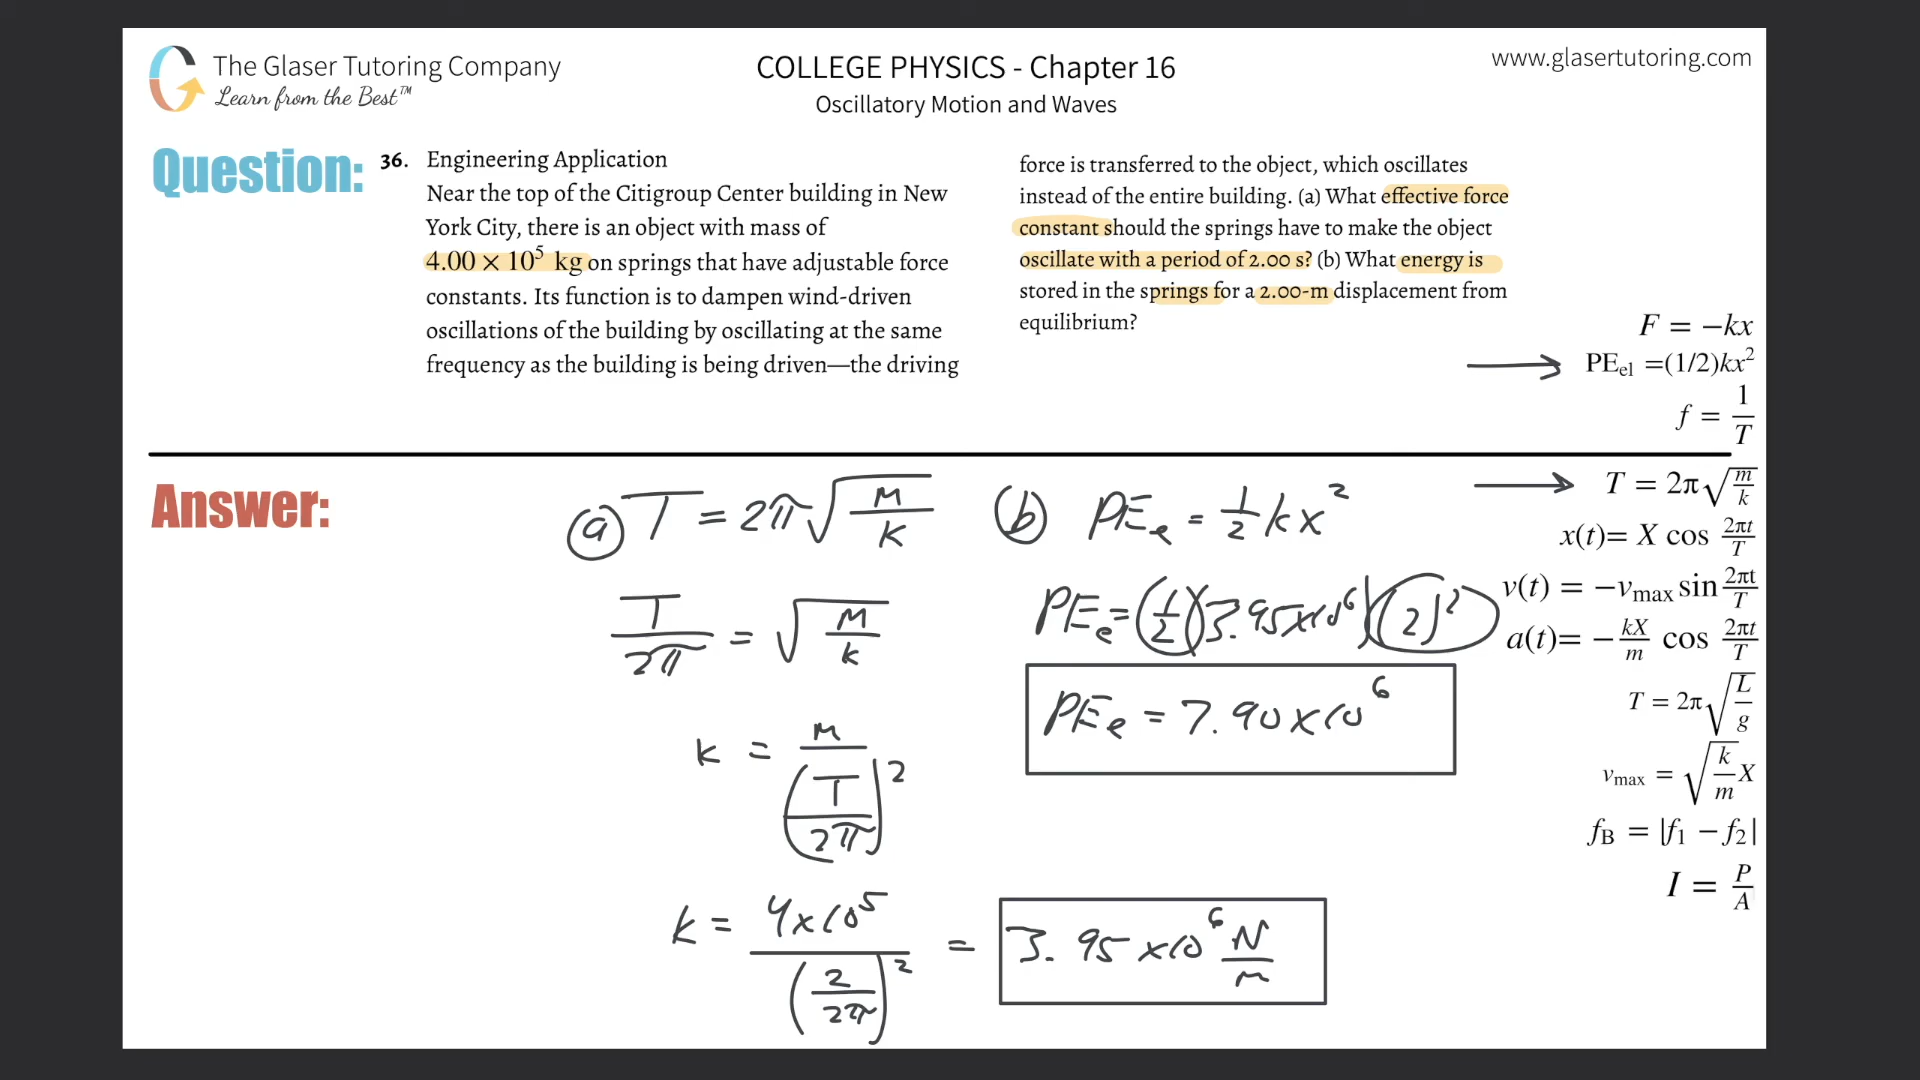 The Glaser Tutoring Company
Learn from the Best™
COLLEGE PHYSICS - Chapter 16
Oscillatory Motion and Waves
www.glasertutoring.com
Question:
36. Engineering Application
Near the top of the Citigroup Center building in New
York City, there is an object with mass of
4.00 × 10⁵ kg on springs that have adjustable force
constants. Its function is to dampen wind-driven
oscillations of the building by oscillating at the same
frequency as the building is being driven—the driving
force is transferred to the object, which oscillates
instead of the entire building. (a) What effective force
constant should the springs have to make the object
oscillate with a period of 2.00 s? (b) What energy is
stored in the springs for a 2.00-m displacement from
equilibrium?
F = −kx
PEel =(1/2)kx²
f = 1/T
T = 2π√(m/k)
x(t)= X cos 2πt/T
v(t) = −vmax sin 2πt/T
a(t)= −kX/m cos 2πt/T
T = 2π√(L/g)
vmax = √(k/m) X
fB = |f1 − f2|
I = P/A
Answer:
(a) T = 2π√(M/K)
T/2π = √(M/k)
k = M/(T/2π)²
k = 4x10⁵/(2/2π)² = 3.95 x10⁶ N/m
(b) PEe = 1/2 kx²
PEe = (1/2)(3.95x10⁶)(2)²
PEe = 7.90x10⁶